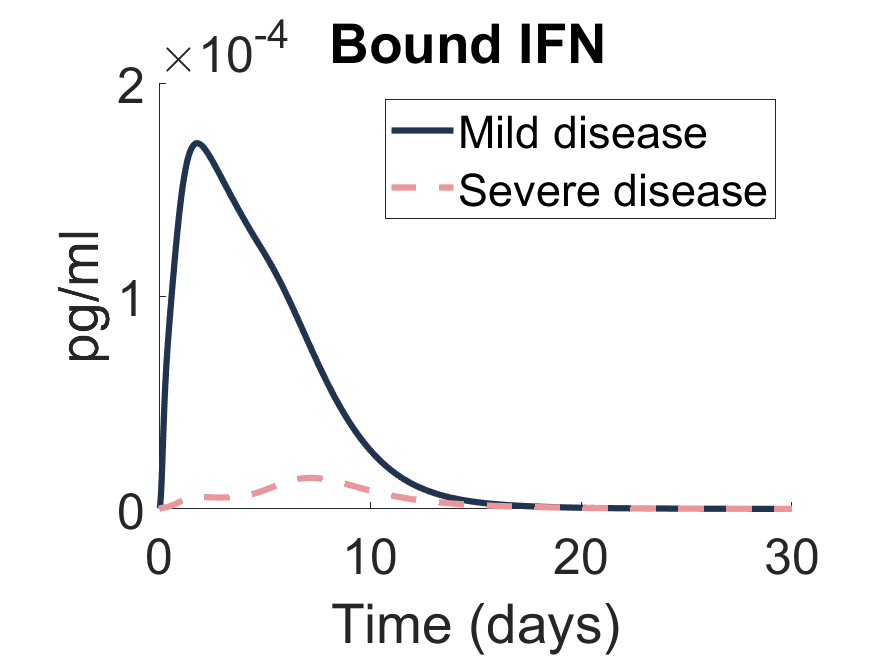 ×10⁻⁴
Bound IFN
2
1
0
pg/ml
Mild disease
Severe disease
0 10 20 30
Time (days)